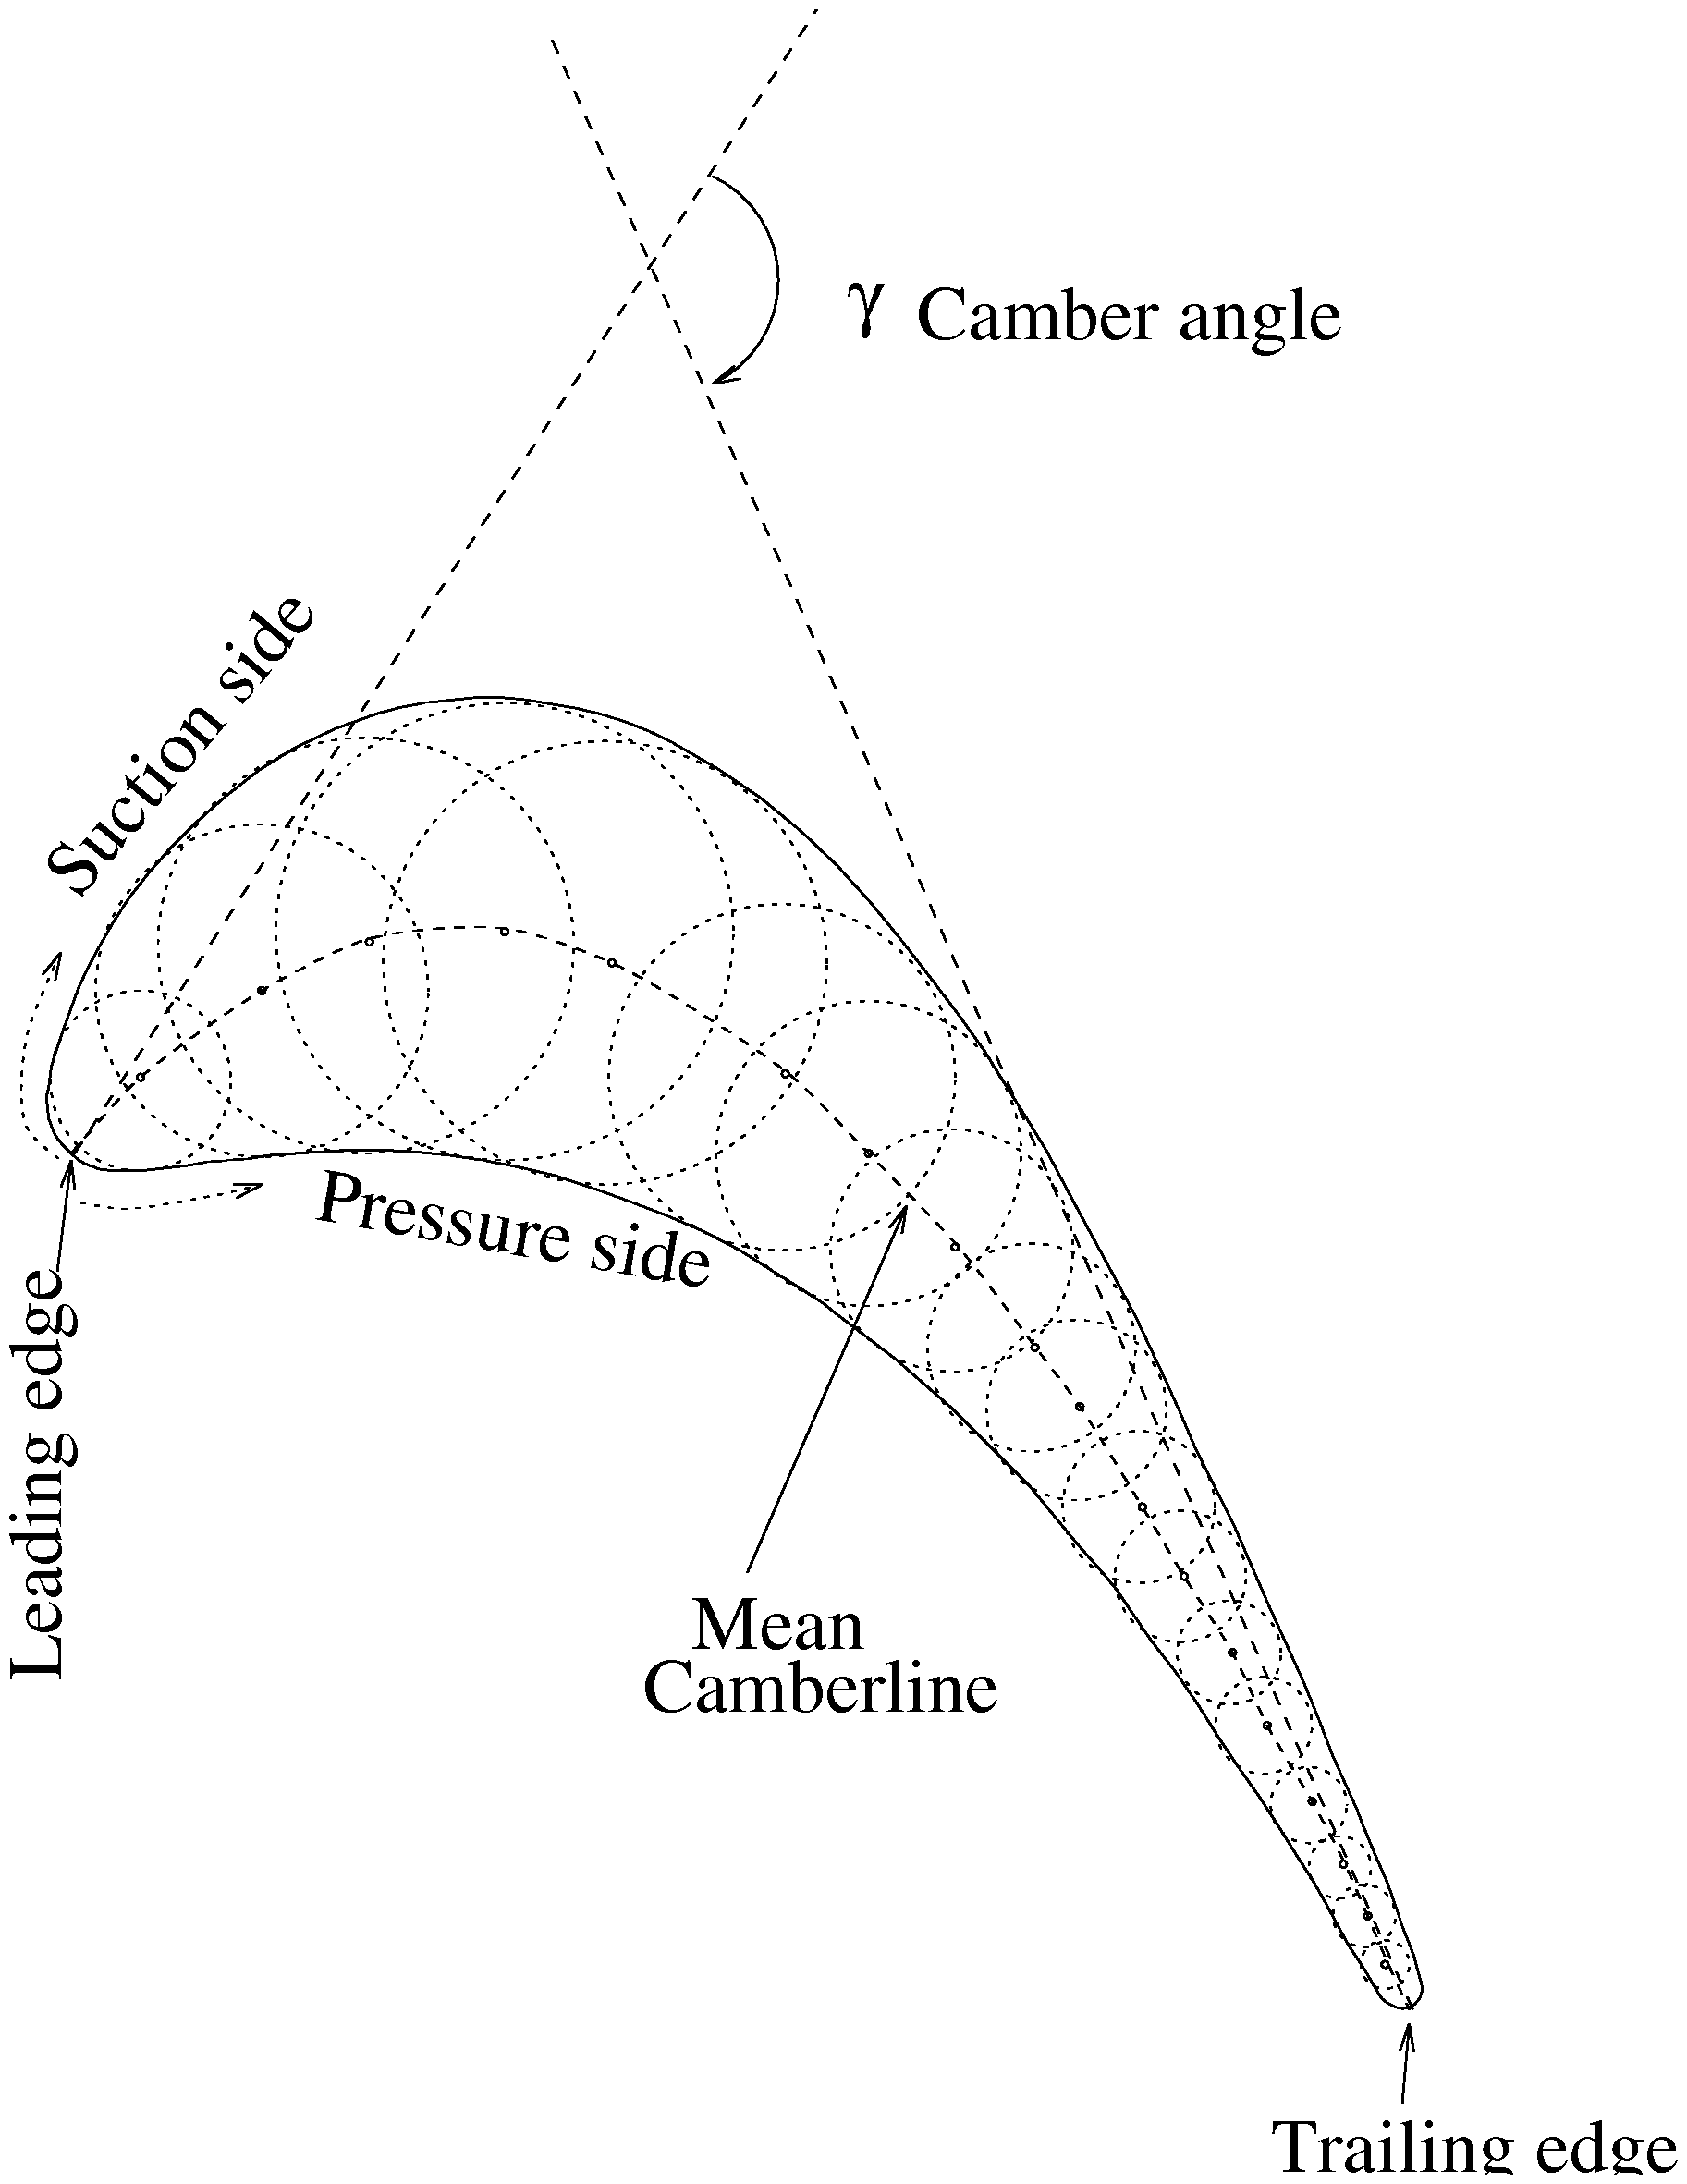 γ Camber angle
Suction side
Pressure side
Leading edge
Mean
Camberline
Trailing edge